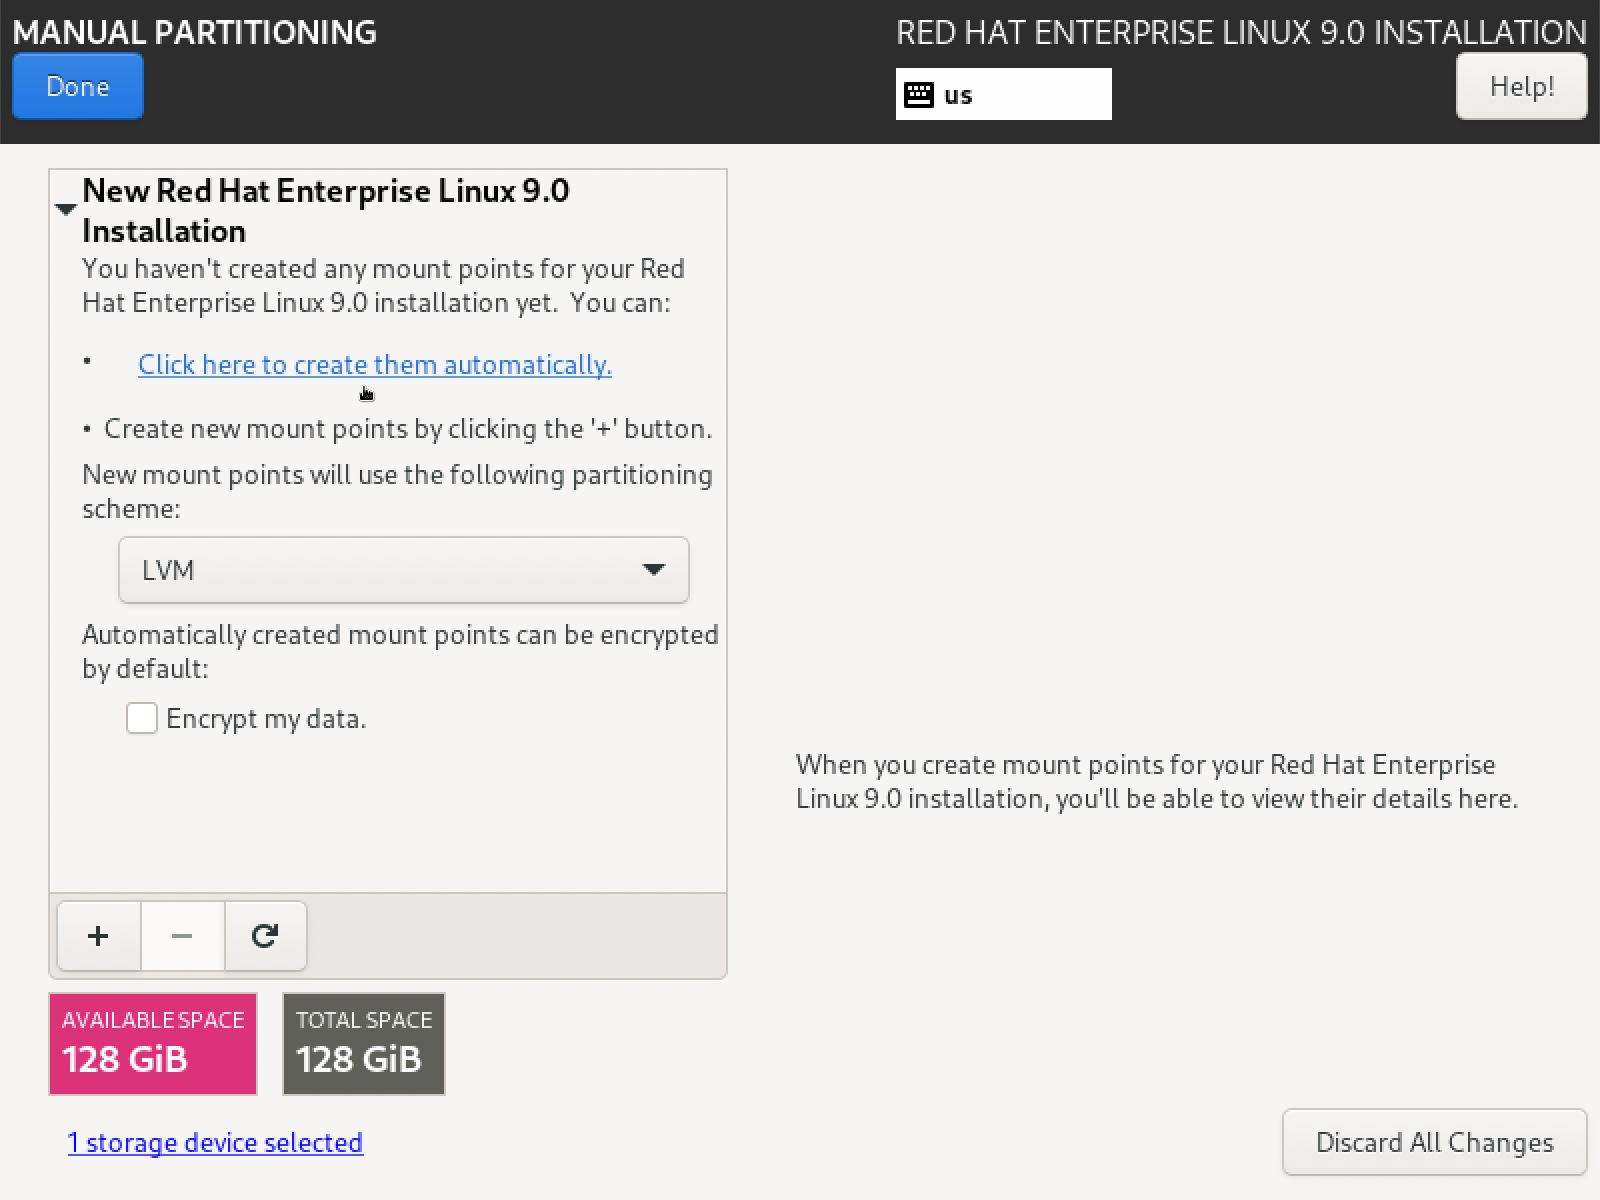 MANUAL PARTITIONING
RED HAT ENTERPRISE LINUX 9.0 INSTALLATION
Done
us
Help!
New Red Hat Enterprise Linux 9.0
Installation
You haven't created any mount points for your Red
Hat Enterprise Linux 9.0 installation yet.  You can:
• Click here to create them automatically.
• Create new mount points by clicking the '+' button.
New mount points will use the following partitioning
scheme:
LVM
Automatically created mount points can be encrypted
by default:
Encrypt my data.
When you create mount points for your Red Hat Enterprise
Linux 9.0 installation, you'll be able to view their details here.
AVAILABLE SPACE
128 GiB
TOTAL SPACE
128 GiB
1 storage device selected
Discard All Changes